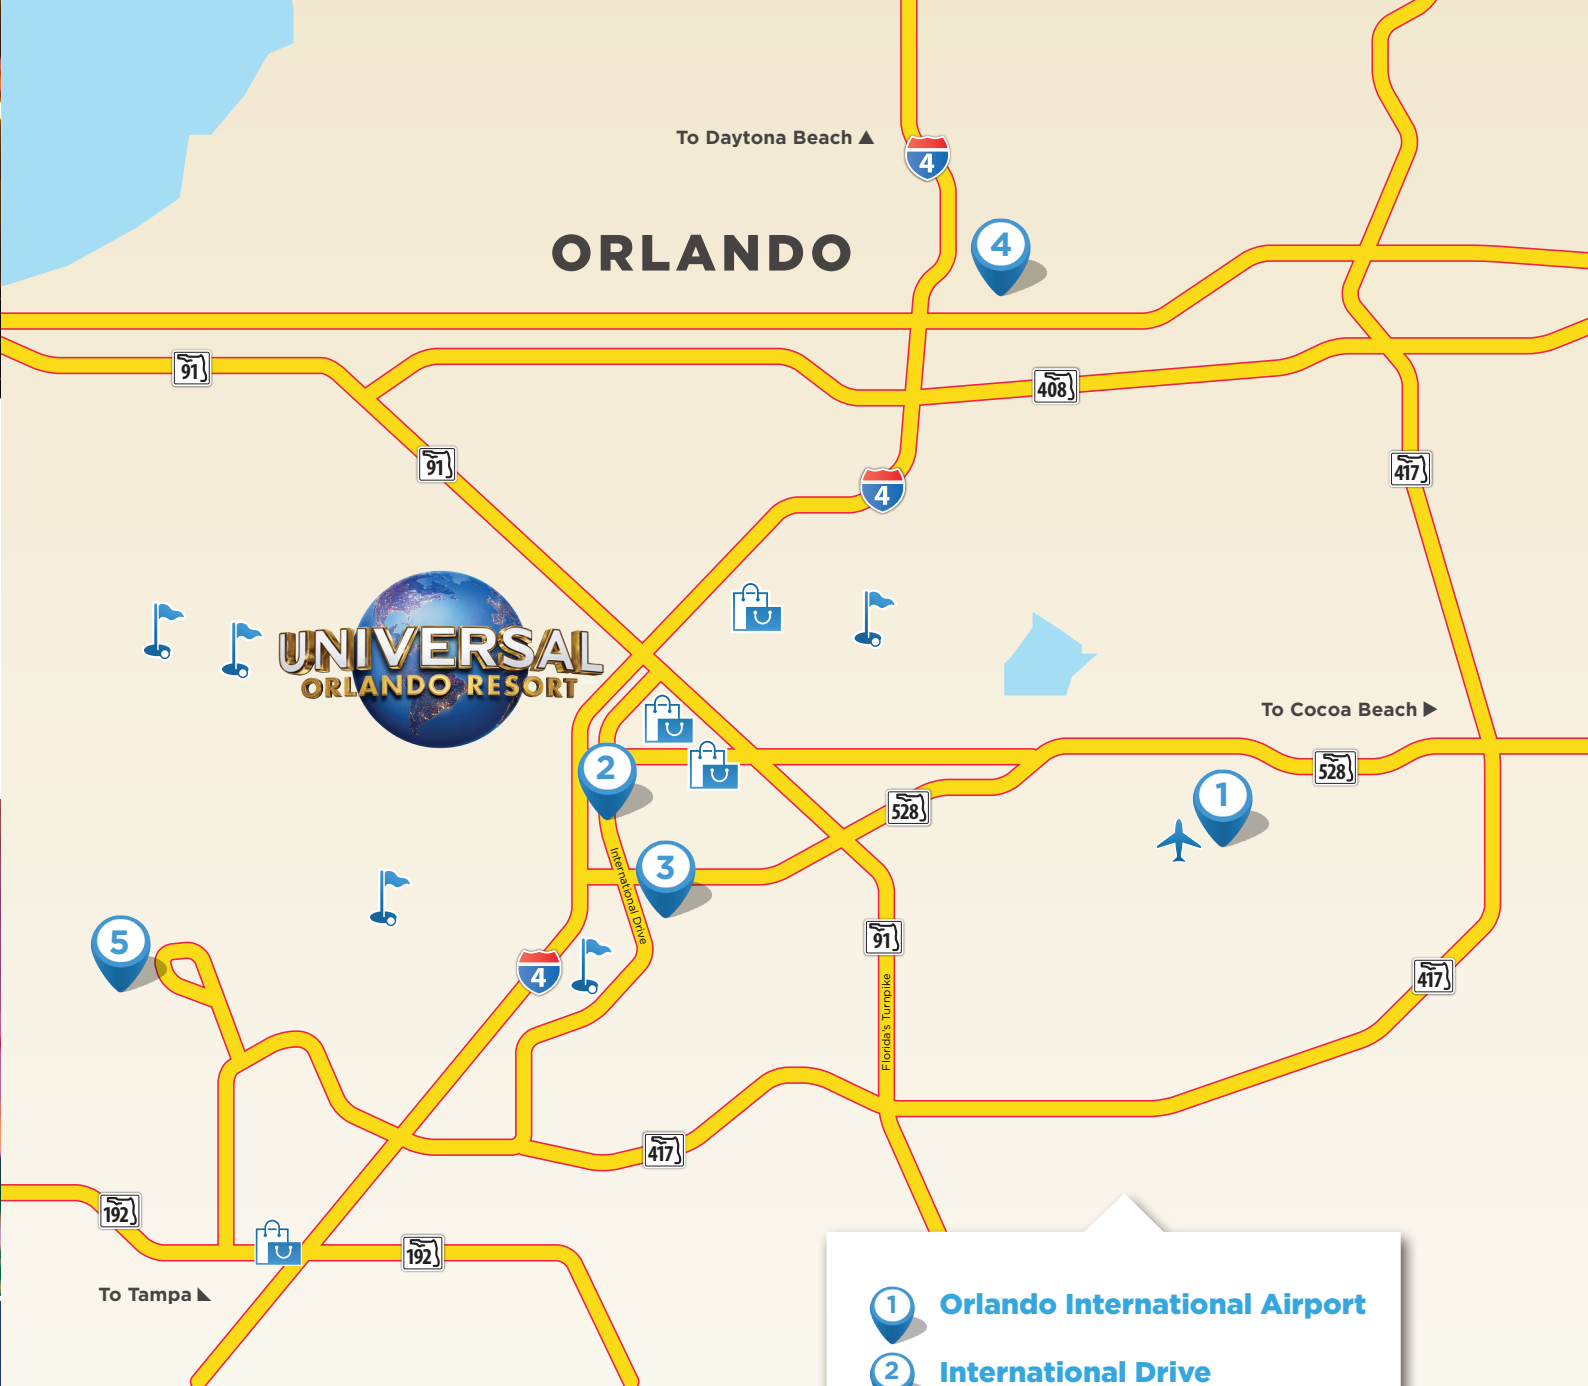 To Daytona Beach
4
ORLANDO
4
91
408
91
417
4
UNIVERSAL
ORLANDO RESORT
To Cocoa Beach
2
528
1
528
3
International Drive
5
91
4
417
Florida's Turnpike
417
192
192
To Tampa
1 Orlando International Airport
2 International Drive